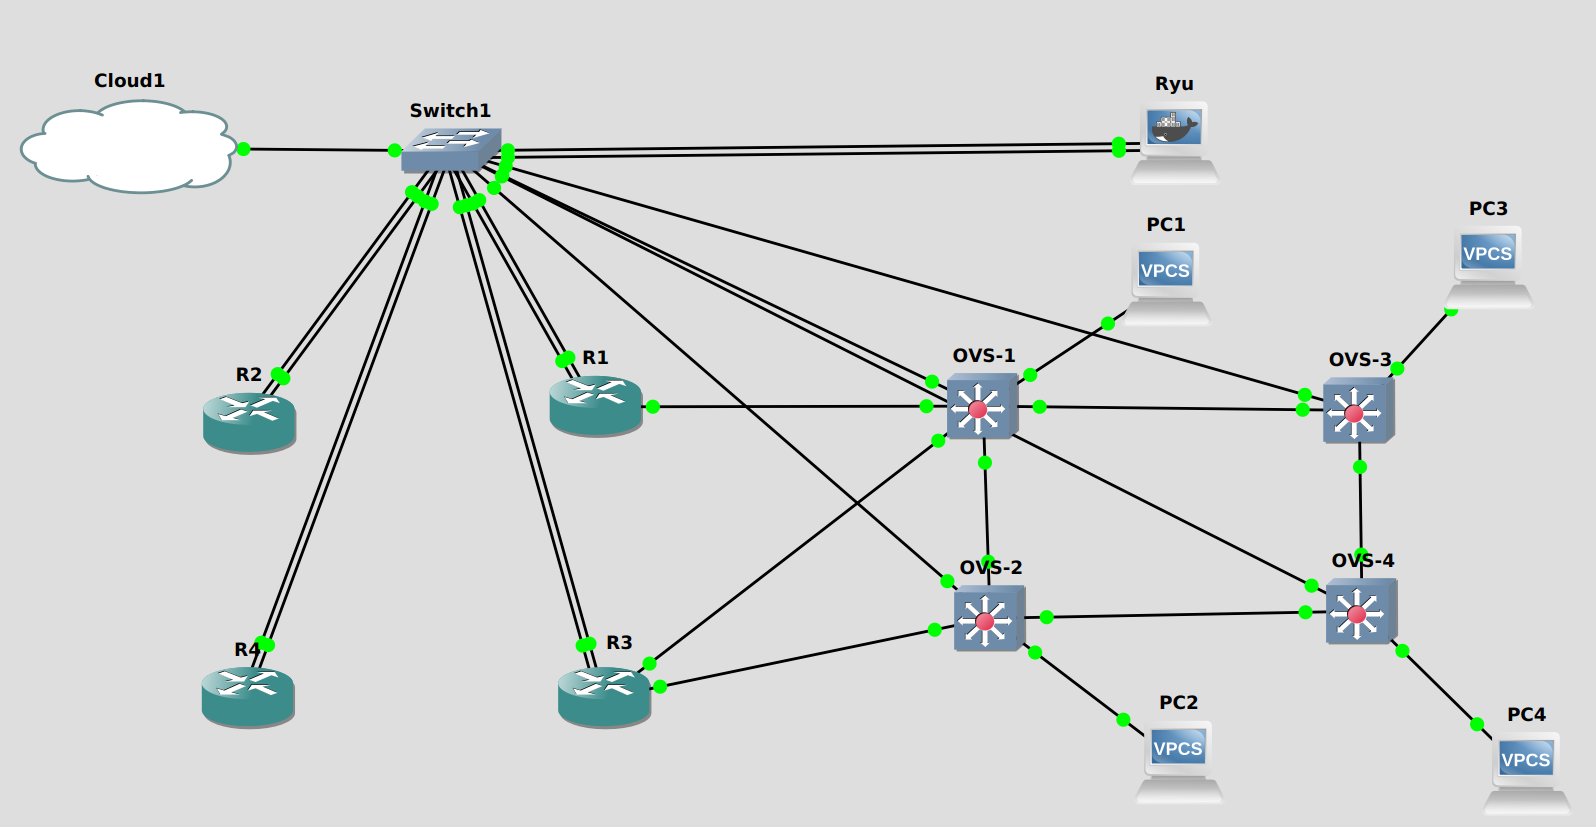 Cloud1
Switch1
Ryu
PC1
VPCS
PC3
VPCS
R2
R1
OVS-1
OVS-3
OVS-2
OVS-4
R4
R3
PC2
VPCS
PC4
VPCS